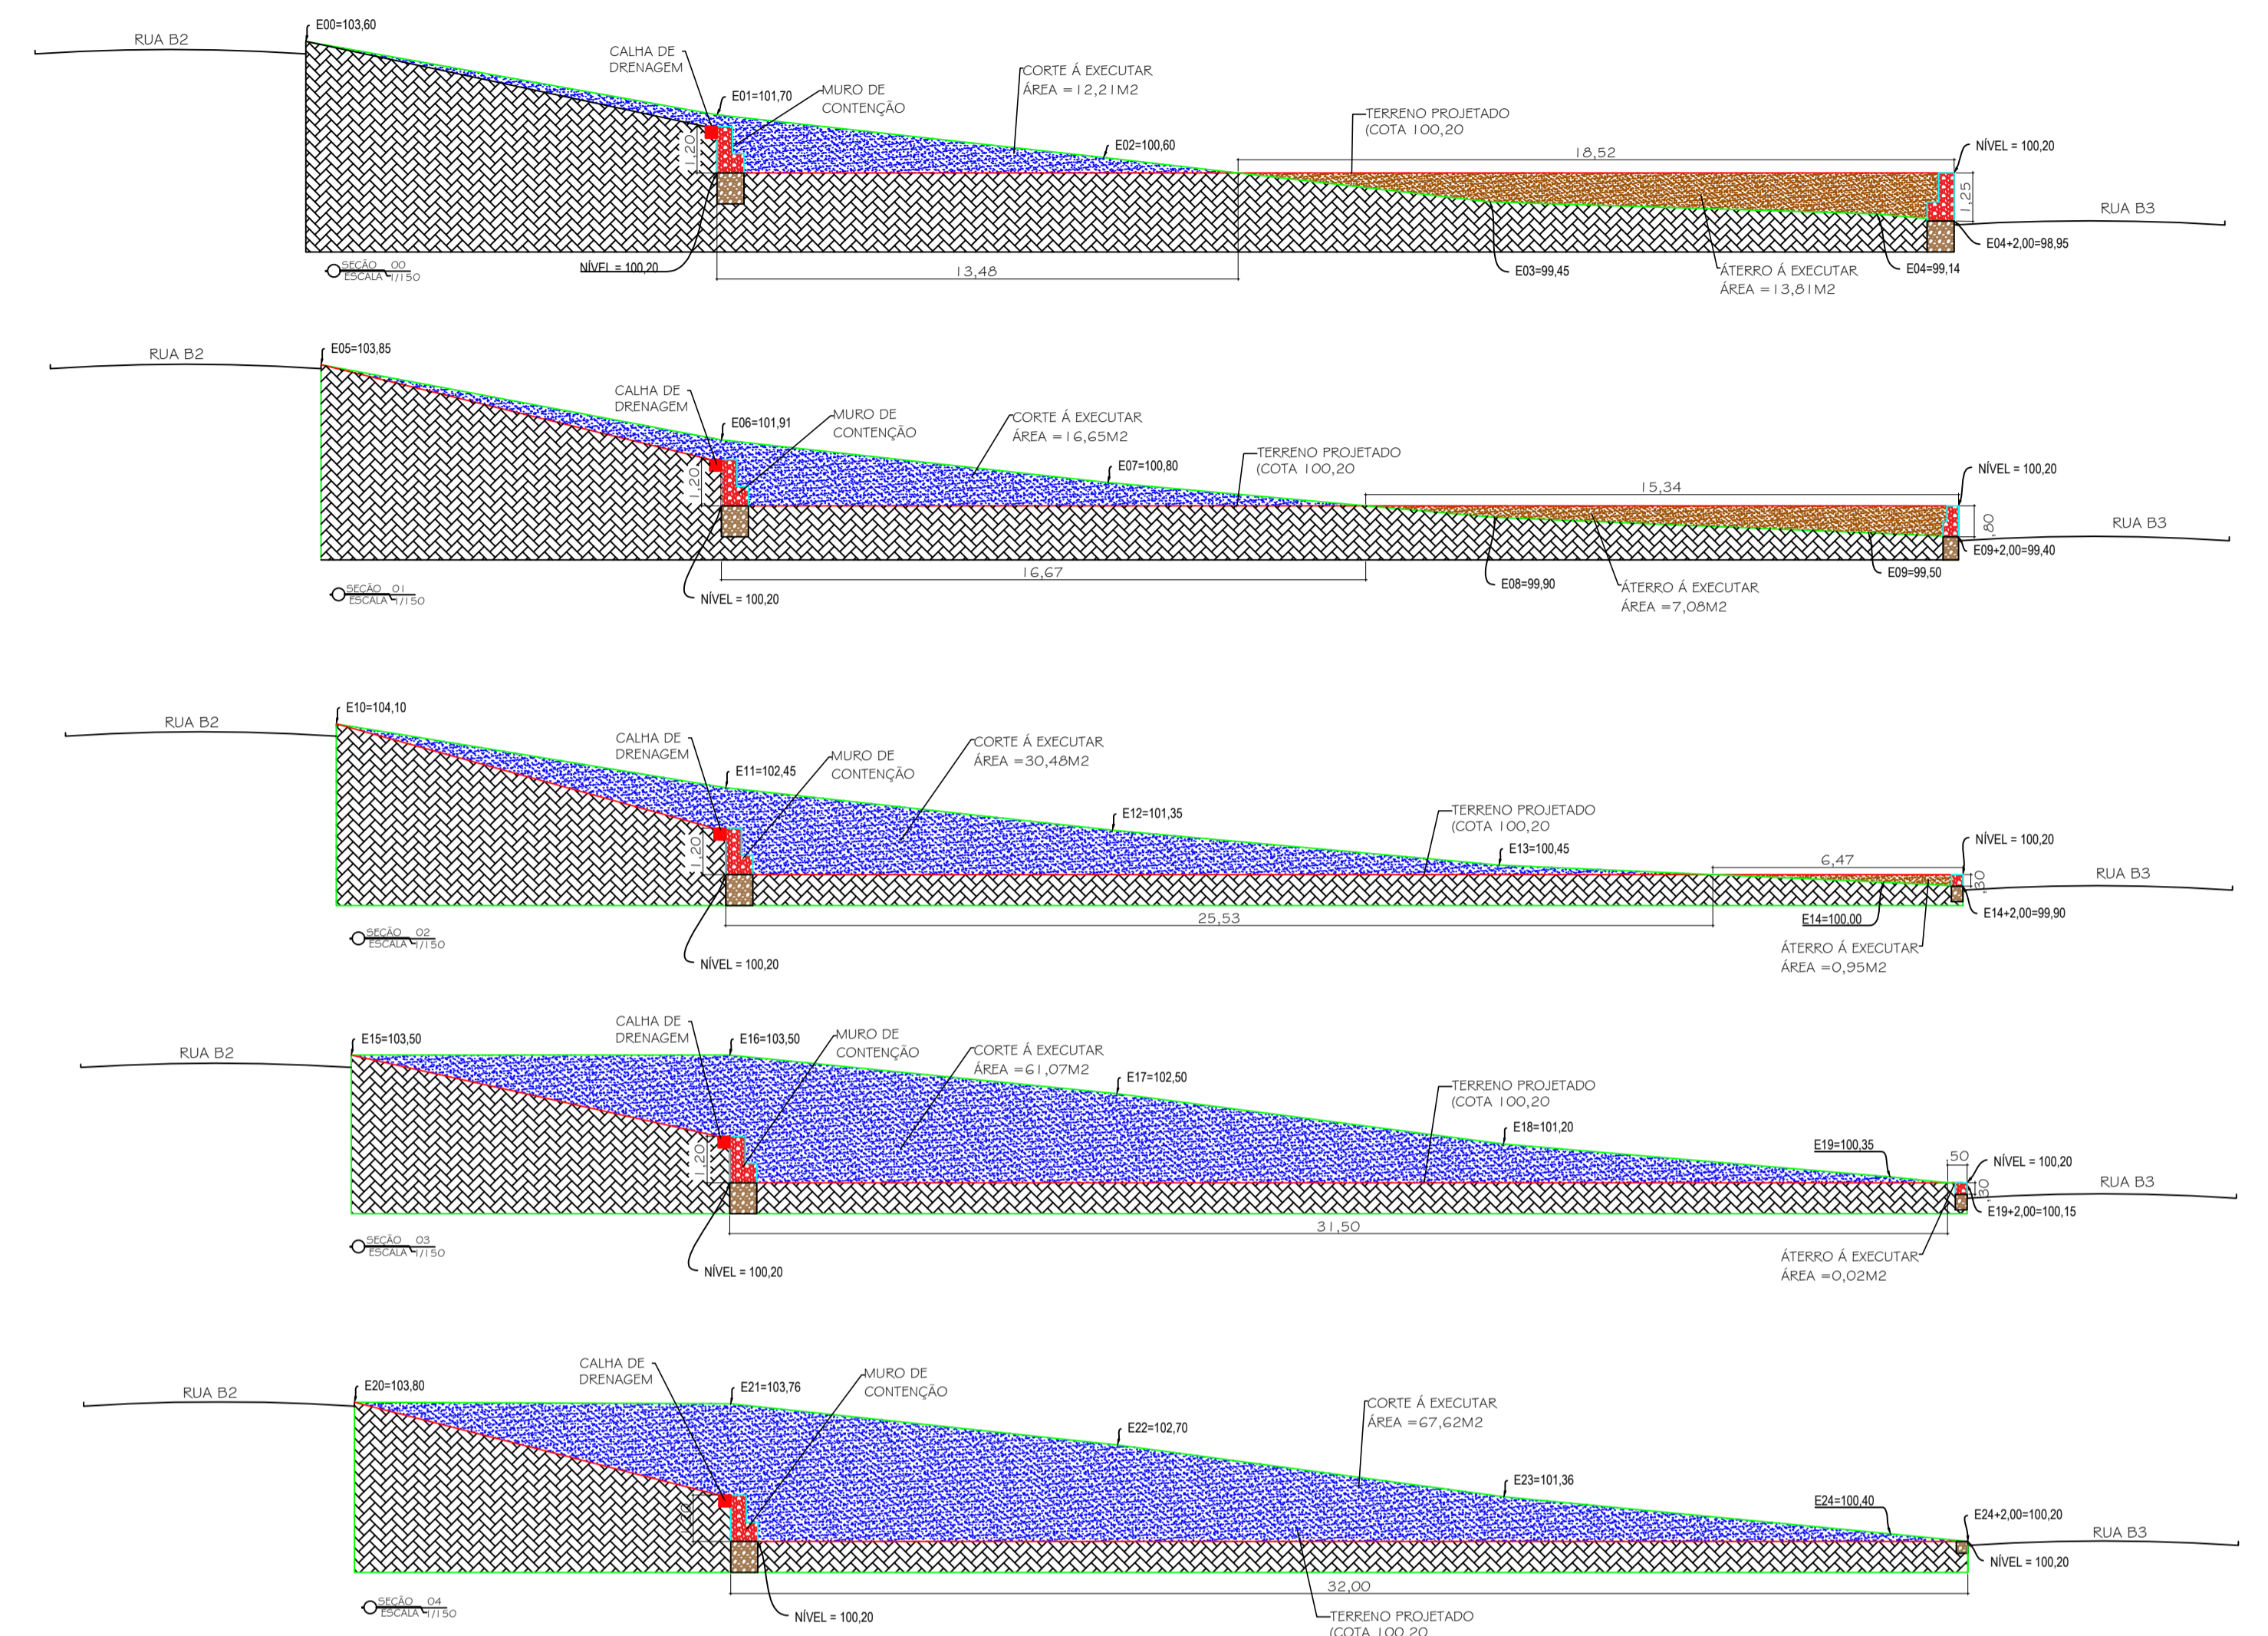 E00=103,60
RUA B2
CALHA DE
DRENAGEM
CORTE Á EXECUTAR
ÁREA =12,21M2
E01=101,70
MURO DE
CONTENÇÃO
TERRENO PROJETADO
(COTA 100,20
E02=100,60
NÍVEL = 100,20
18,52
1,20
1,25
RUA B3
E04+2,00=98,95
SEÇÃO 00
ESCALA 1/150
NÍVEL = 100,20
13,48
E03=99,45
ÁTERRO Á EXECUTAR
ÁREA =13,81M2
E04=99,14
E05=103,85
RUA B2
CALHA DE
DRENAGEM
MURO DE
CONTENÇÃO
CORTE Á EXECUTAR
ÁREA =16,65M2
E06=101,91
TERRENO PROJETADO
(COTA 100,20
E07=100,80
NÍVEL = 100,20
15,34
1,20
,80
RUA B3
E09+2,00=99,40
16,67
E08=99,90
E09=99,50
SEÇÃO 01
ESCALA 1/150
NÍVEL = 100,20
ÁTERRO Á EXECUTAR
ÁREA =7,08M2
E10=104,10
RUA B2
CALHA DE
DRENAGEM
CORTE Á EXECUTAR
ÁREA =30,48M2
MURO DE
CONTENÇÃO
E11=102,45
E12=101,35
TERRENO PROJETADO
(COTA 100,20
E13=100,45
NÍVEL = 100,20
6,47
1,20
,30
RUA B3
E14+2,00=99,90
25,53
E14=100,00
SEÇÃO 02
ESCALA 1/150
ÁTERRO Á EXECUTAR
ÁREA =0,95M2
NÍVEL = 100,20
CALHA DE
DRENAGEM
E15=103,50
E16=103,50
MURO DE
CONTENÇÃO
RUA B2
CORTE Á EXECUTAR
ÁREA =61,07M2
E17=102,50
TERRENO PROJETADO
(COTA 100,20
E18=101,20
E19=100,35
,50
NÍVEL = 100,20
1,20
,30
RUA B3
E19+2,00=100,15
31,50
SEÇÃO 03
ESCALA 1/150
NÍVEL = 100,20
ÁTERRO Á EXECUTAR
ÁREA =0,02M2
CALHA DE
DRENAGEM
MURO DE
CONTENÇÃO
E20=103,80
RUA B2
E21=103,76
CORTE Á EXECUTAR
ÁREA =67,62M2
E22=102,70
E23=101,36
E24=100,40
E24+2,00=100,20
1,20
RUA B3
NÍVEL = 100,20
32,00
SEÇÃO 04
ESCALA 1/150
NÍVEL = 100,20
TERRENO PROJETADO
(COTA 100,20